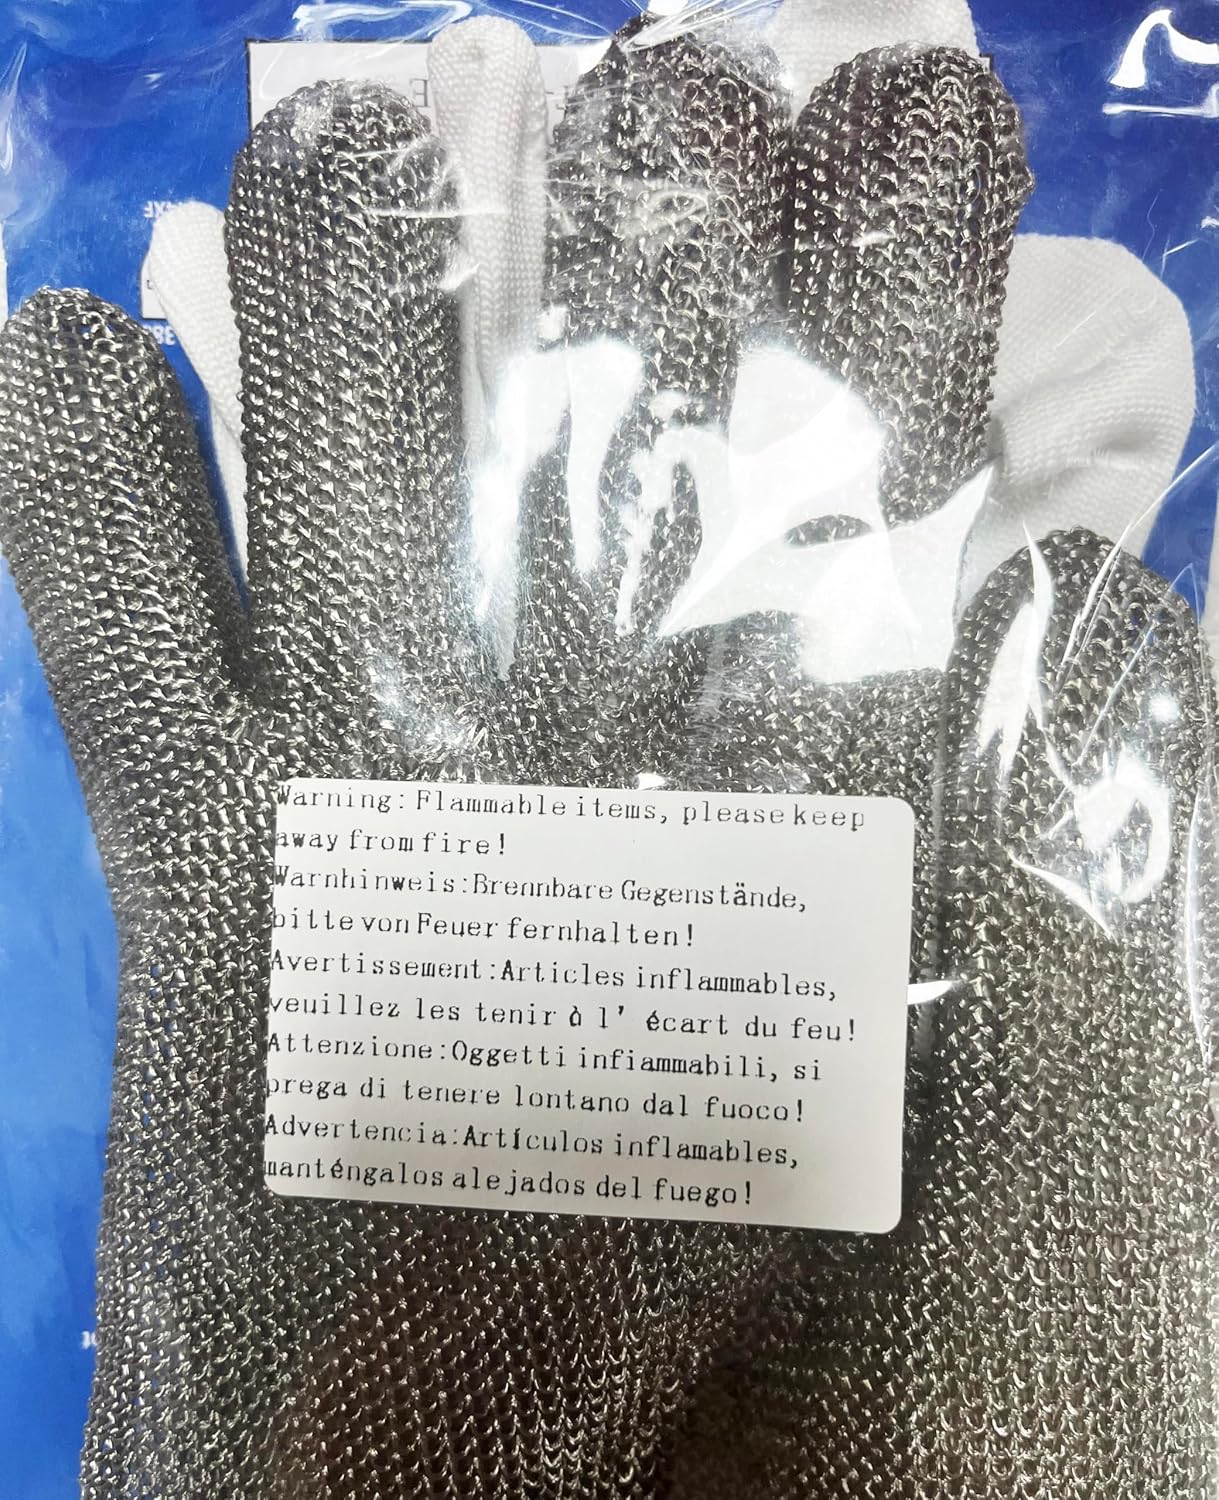 Warning: Flammable items, please keep
away from fire!
Warnhinweis:Brennbare Gegenstände,
bitte von Feuer fernhalten!
Avertissement:Articles inflammables,
veuillez les tenir à l' écart du feu!
Attenzione:Oggetti infiammabili, si
prega di tenere lontano dal fuoco!
Advertencia:Artículos inflamables,
manténgalos alejados del fuego!